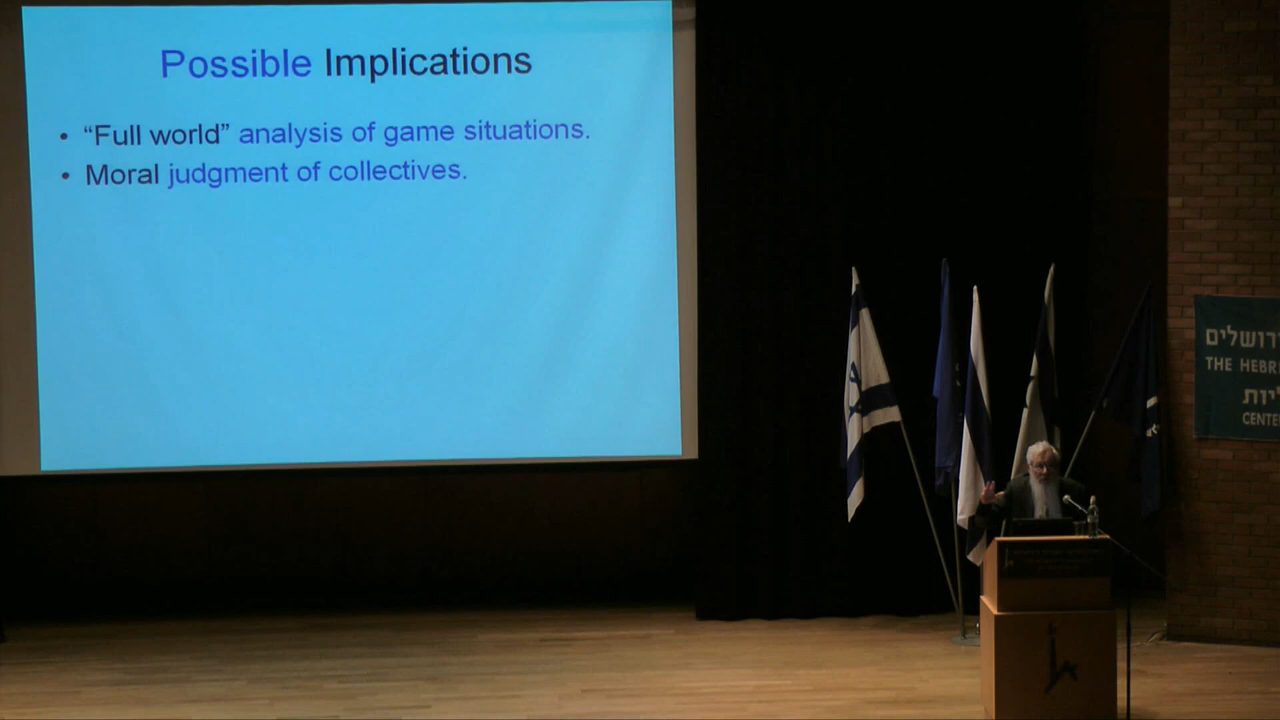 Possible Implications
• “Full world” analysis of game situations.
• Moral judgment of collectives.
ירושלים
THE HEBR
יות
CENTE